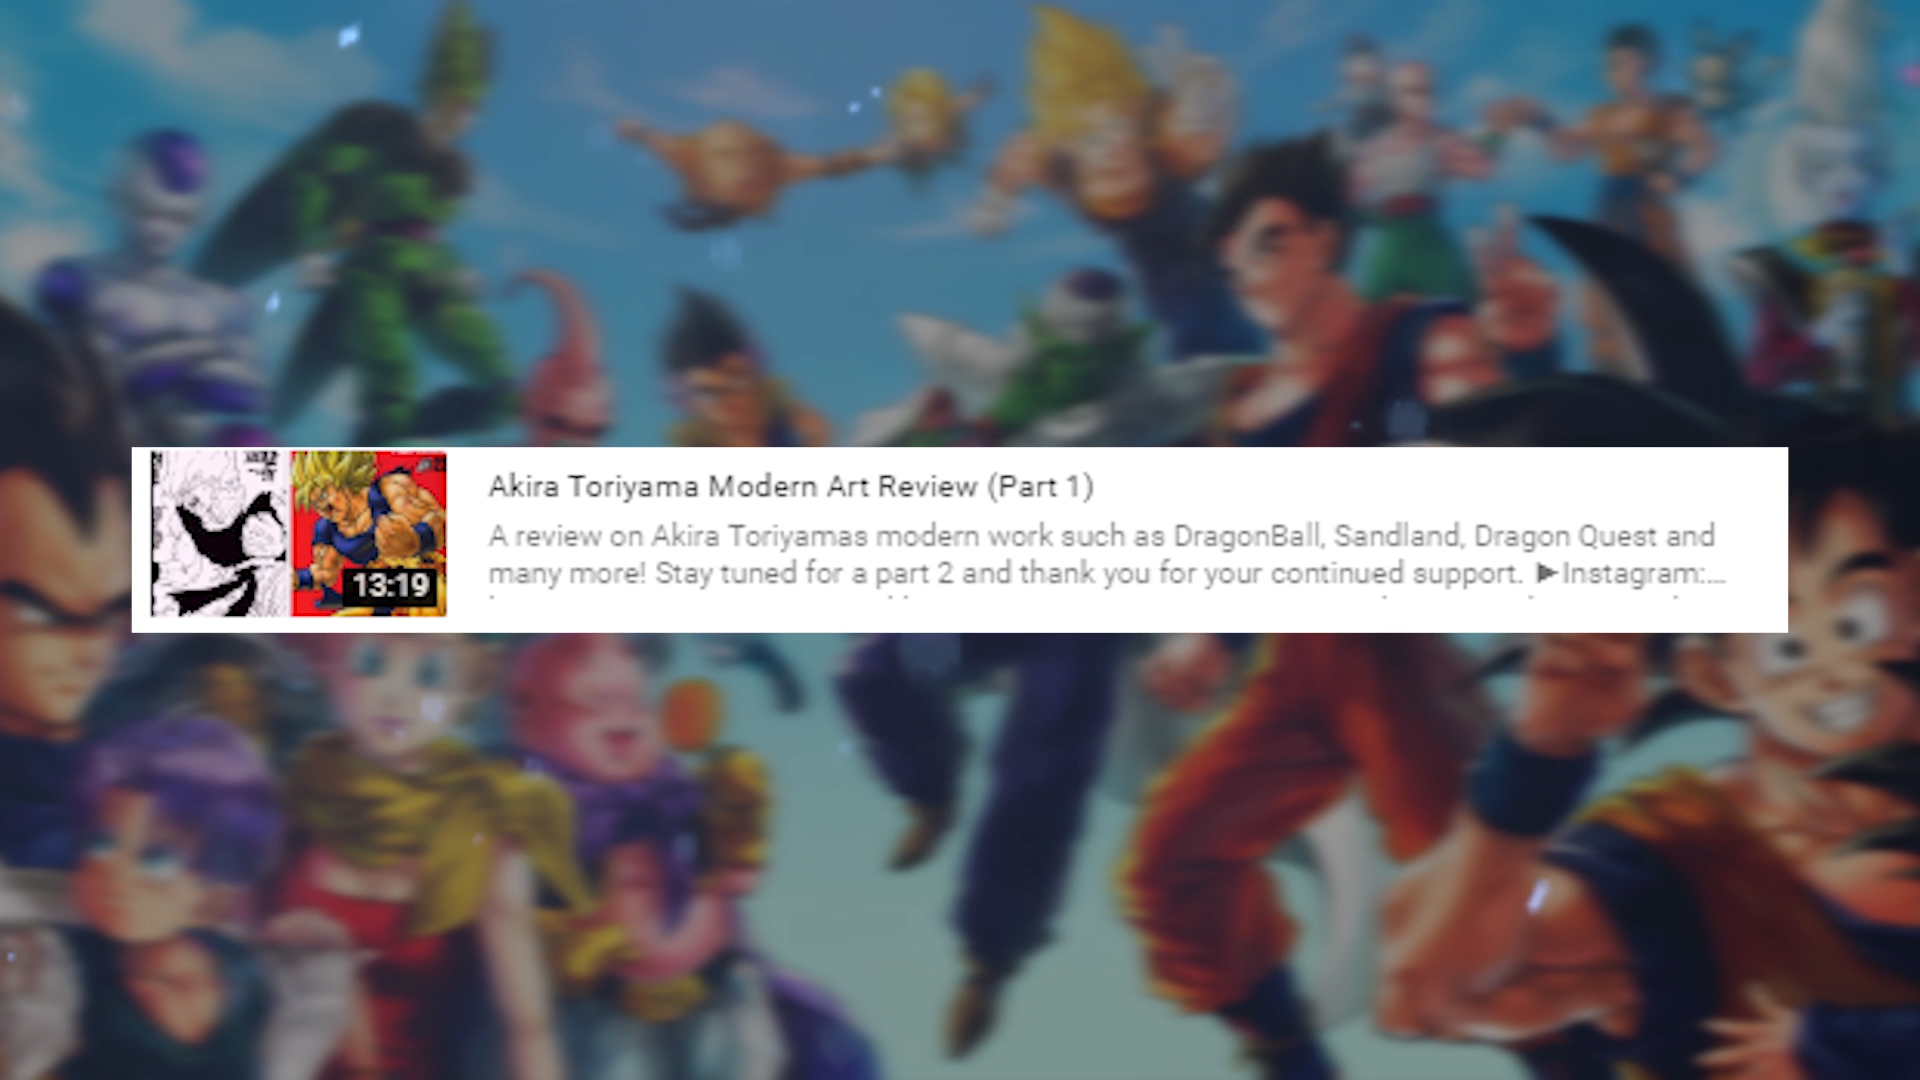 Akira Toriyama Modern Art Review (Part 1)
A review on Akira Toriyamas modern work such as DragonBall, Sandland, Dragon Quest and
many more! Stay tuned for a part 2 and thank you for your continued support. ►Instagram:...
13:19